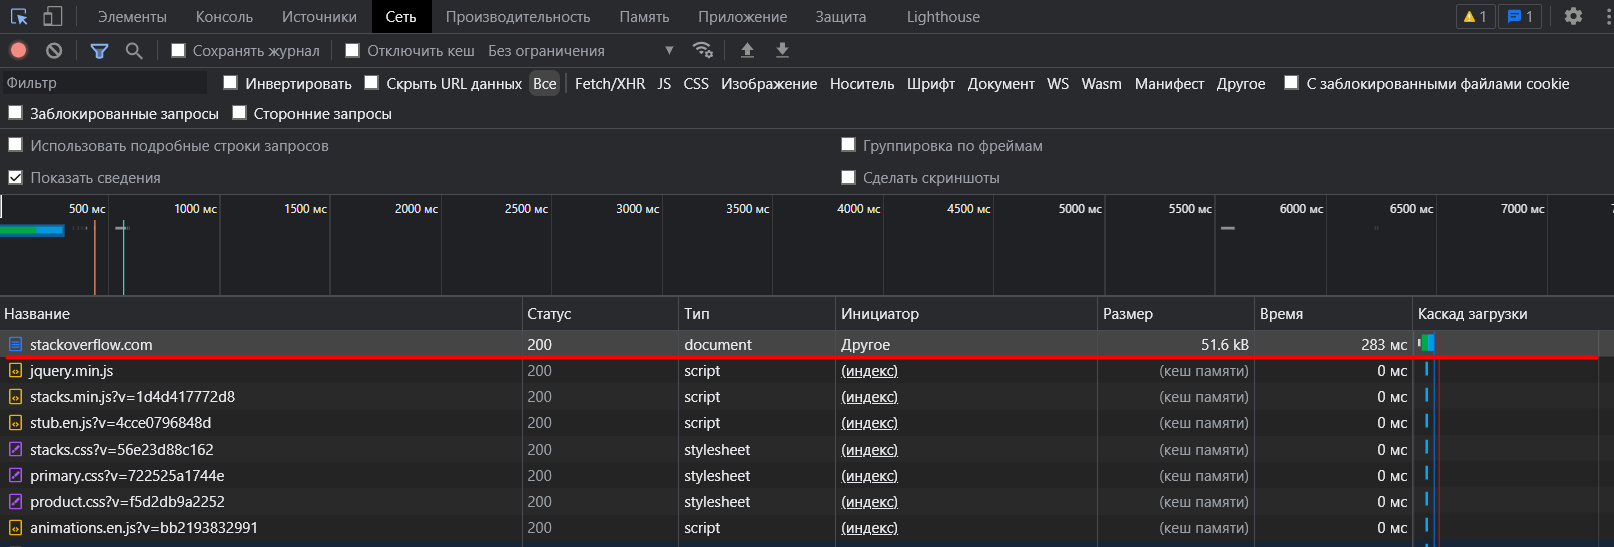 Элементы Консоль Источники Сеть Производительность Память Приложение Защита Lighthouse 1 1
Сохранять журнал Отключить кеш Без ограничения
Фильтр Инвертировать Скрыть URL данных Все Fetch/XHR JS CSS Изображение Носитель Шрифт Документ WS Wasm Манифест Другое С заблокированными файлами cookie
Заблокированные запросы Сторонние запросы
Использовать подробные строки запросов Группировка по фреймам
Показать сведения Сделать скриншоты
500 мс 1000 мс 1500 мс 2000 мс 2500 мс 3000 мс 3500 мс 4000 мс 4500 мс 5000 мс 5500 мс 6000 мс 6500 мс 7000 мс
Название Статус Тип Инициатор Размер Время Каскад загрузки
stackoverflow.com 200 document Другое 51.6 kB 283 мс
jquery.min.js 200 script (индекс) (кеш памяти) 0 мс
stacks.min.js?v=1d4d417772d8 200 script (индекс) (кеш памяти) 0 мс
stub.en.js?v=4cce0796848d 200 script (индекс) (кеш памяти) 0 мс
stacks.css?v=56e23d88c162 200 stylesheet (индекс) (кеш памяти) 0 мс
primary.css?v=722525a1744e 200 stylesheet (индекс) (кеш памяти) 0 мс
product.css?v=f5d2db9a2252 200 stylesheet (индекс) (кеш памяти) 0 мс
animations.en.js?v=bb2193832991 200 script (индекс) (кеш памяти) 0 мс